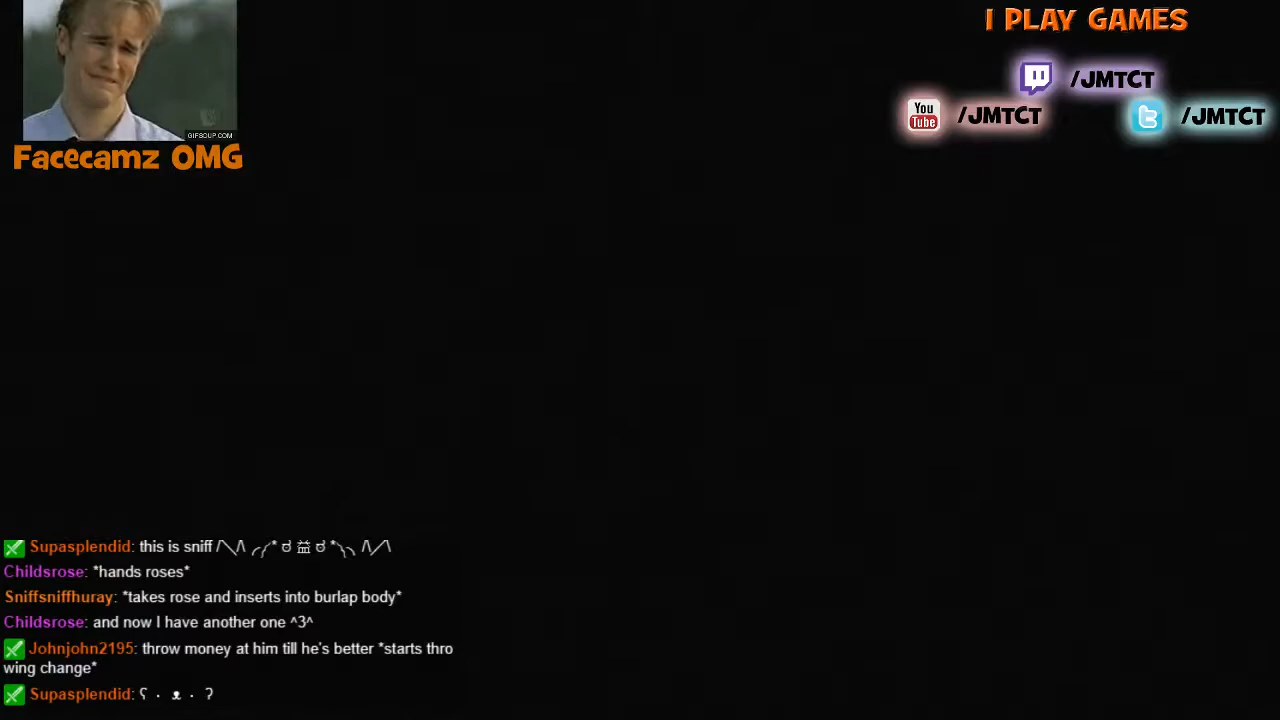 I PLAY GAMES
/JMTCT
You
Tube
/JMTCT
/JMTCT
GIFSOUP.COM
Facecamz OMG
Supasplendid: this is sniff /╲/\ ╭(╭* ಠ 益 ಠ *╮)╮ /\╱\
Childsrose: *hands roses*
Sniffsniffhuray: *takes rose and inserts into burlap body*
Childsrose: and now I have another one ^3^
Johnjohn2195: throw money at him till he's better *starts thro
wing change*
Supasplendid: ʕ · ᴥ · ʔ